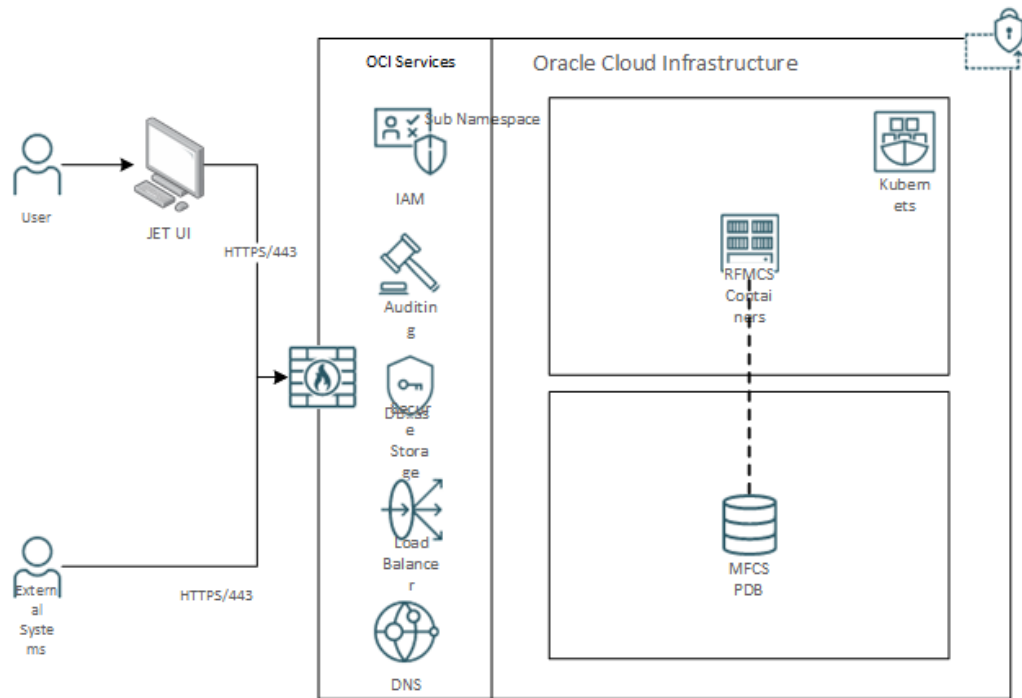 OCI Services
Oracle Cloud Infrastructure
Sub Namespace
IAM
Kubern
ets
User
JET UI
HTTPS/443
RFMCS
Contai
ners
Auditin
g
e
Stora
ge
Load
Balance
r
MFCS
PDB
Extern
al
Syste
ms
HTTPS/443
DNS